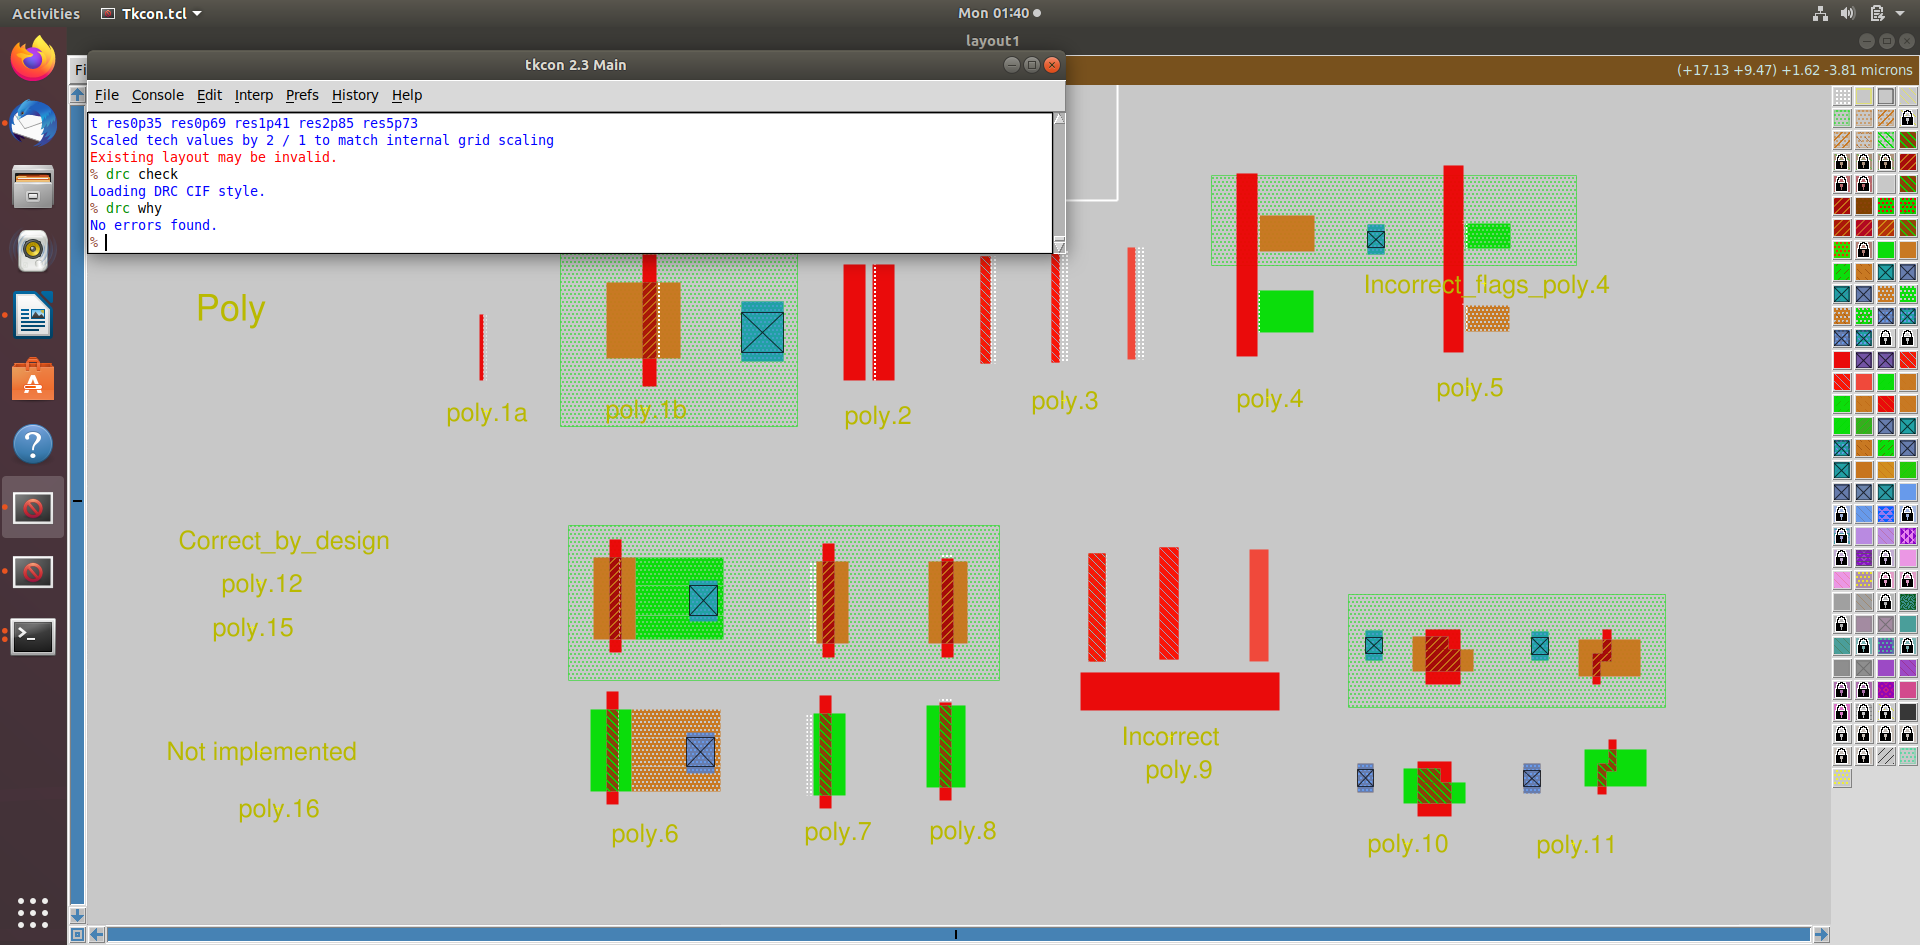 Activities
Tkcon.tcl
Mon 01:40
layout1
tkcon 2.3 Main
Fi
(+17.13 +9.47) +1.62 -3.81 microns
File Console Edit Interp Prefs History Help
t res0p35 res0p69 res1p41 res2p85 res5p73
Scaled tech values by 2 / 1 to match internal grid scaling
Existing layout may be invalid.
% drc check
Loading DRC CIF style.
% drc why
No errors found.
%
Poly
Incorrect_flags_poly.4
poly.1a
poly.1b
poly.2
poly.3
poly.4
poly.5
Correct_by_design
poly.12
poly.15
Not implemented
poly.16
poly.6
poly.7
poly.8
Incorrect
poly.9
poly.10
poly.11